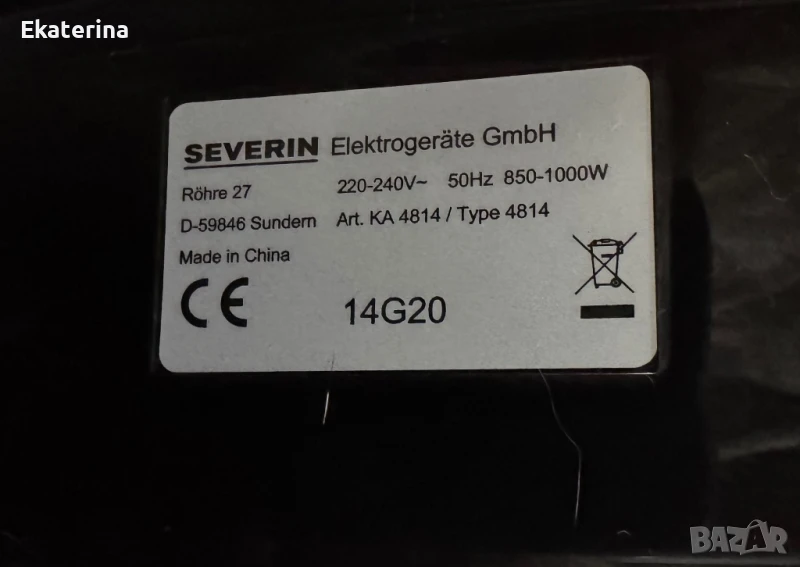 Ekaterina
SEVERIN Elektrogeräte GmbH
Röhre 27 220-240V~ 50Hz 850-1000W
D-59846 Sundern Art. KA 4814 / Type 4814
Made in China
CE 14G20
BAZAR